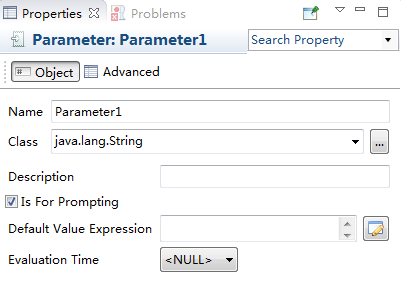 Properties Problems
Parameter: Parameter1 Search Property
Object Advanced
Name Parameter1
Class java.lang.String ...
Description
Is For Prompting
Default Value Expression
Evaluation Time <NULL>